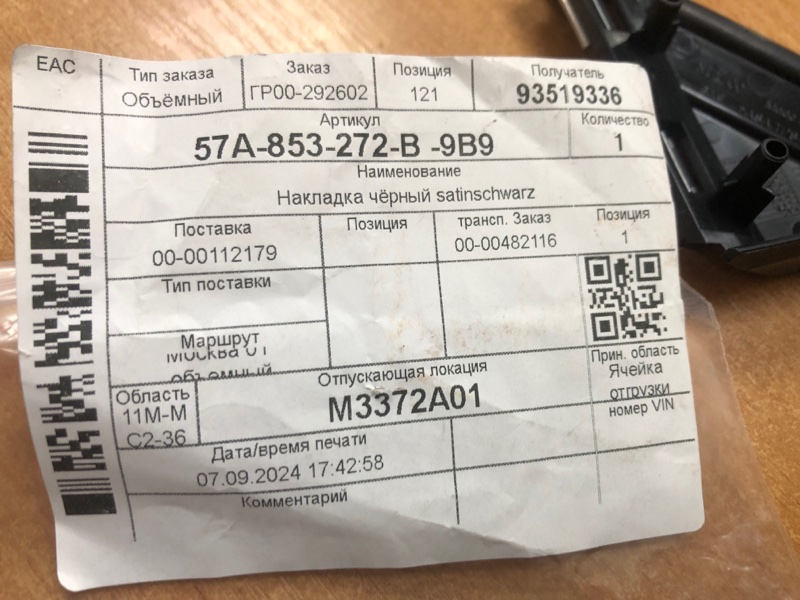 EAC
Тип заказа
Объёмный
Заказ
ГР00-292602
Позиция
121
Получатель
93519336
Артикул
57A-853-272-B -9B9
Количество
1
Наименование
Накладка чёрный satinschwarz
Поставка
00-00112179
Позиция
трансп. Заказ
00-00482116
Позиция
1
Тип поставки
Маршрут
Москва 01
объемный
Прин. область
Ячейка
отгрузки
номер VIN
Область
11M-M
C2-36
Отпускающая локация
M3372A01
Дата/время печати
07.09.2024 17:42:58
Комментарий